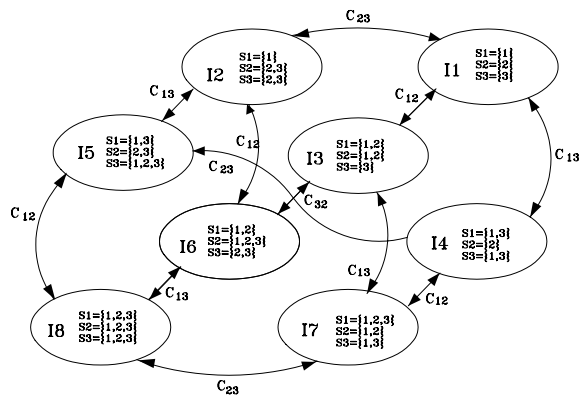 C23
I2
S1={1}
S2={2,3}
S3={2,3}
I1
S1={1}
S2={2}
S3={3}
C13
C12
I5
S1={1,3}
S2={2,3}
S3={1,2,3}
C12
C23
I3
S1={1,2}
S2={1,2}
S3={3}
C13
C32
C12
I6
S1={1,2}
S2={1,2,3}
S3={2,3}
I4
S1={1,3}
S2={2}
S3={1,3}
C13
C13
C12
I8
S1={1,2,3}
S2={1,2,3}
S3={1,2,3}
I7
S1={1,2,3}
S2={1,2}
S3={1,3}
C23